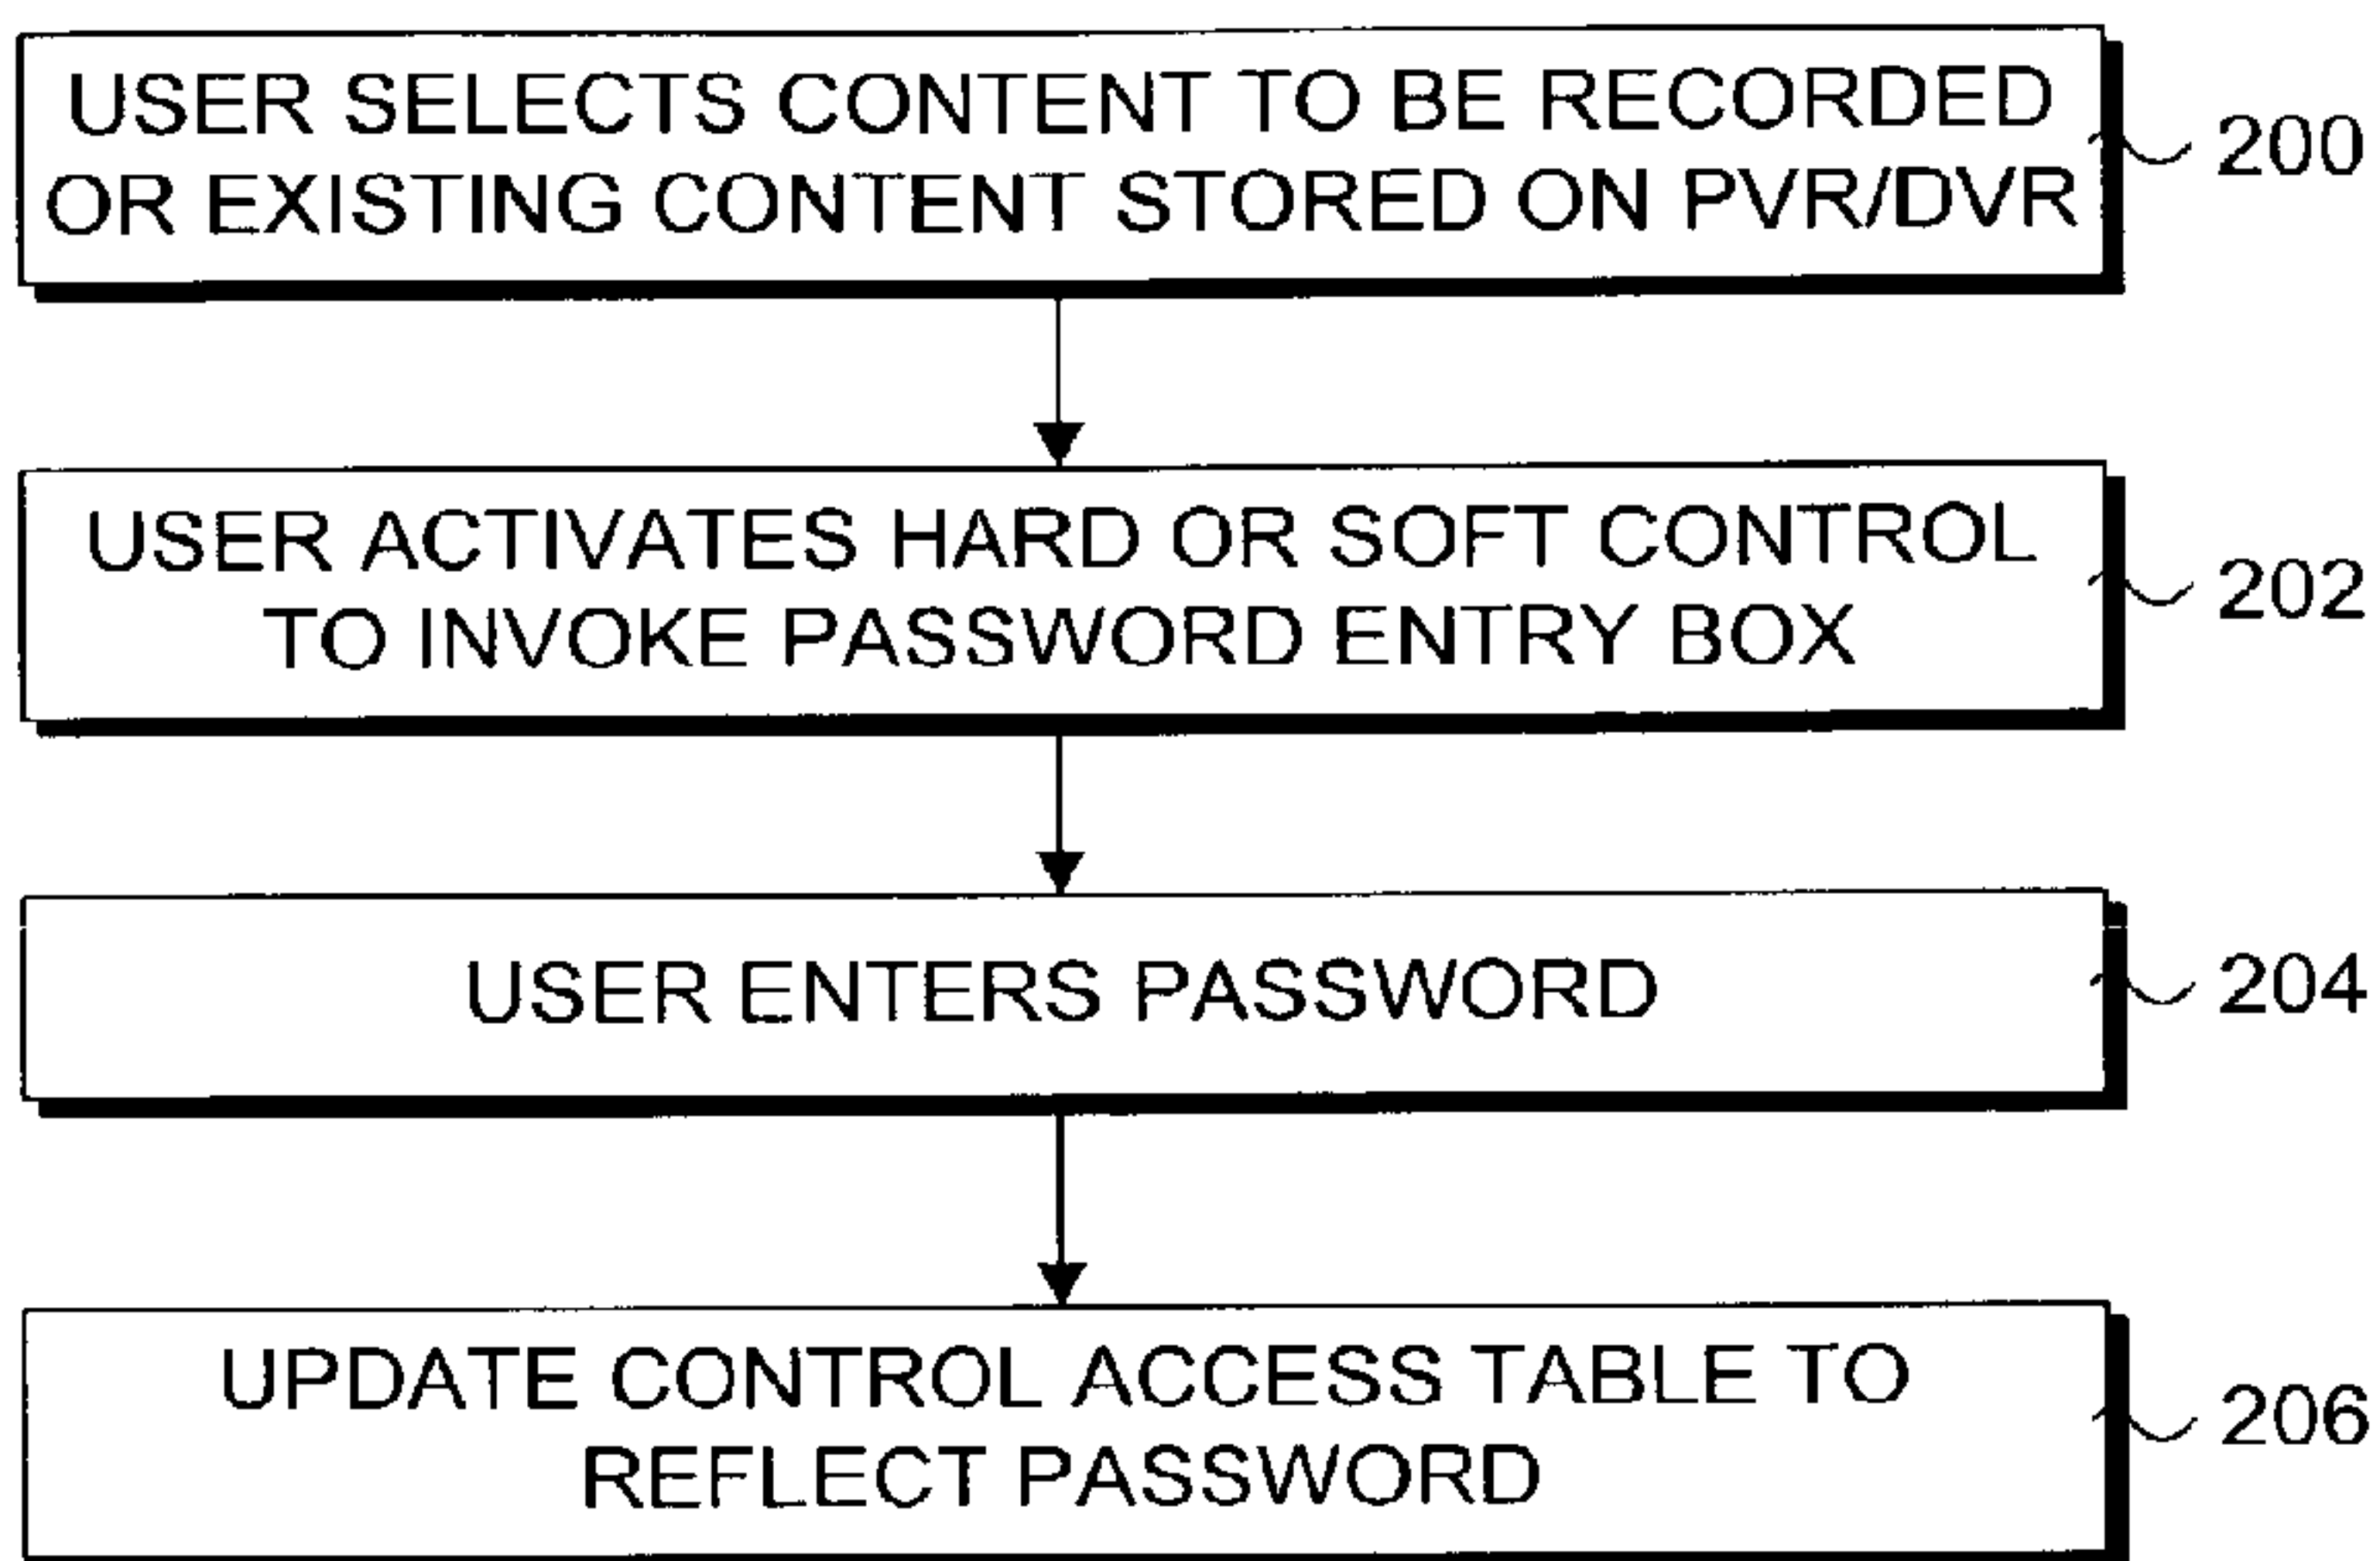 USER SELECTS CONTENT TO BE RECORDED
OR EXISTING CONTENT STORED ON PVR/DVR
200
USER ACTIVATES HARD OR SOFT CONTROL
TO INVOKE PASSWORD ENTRY BOX
202
USER ENTERS PASSWORD
204
UPDATE CONTROL ACCESS TABLE TO
REFLECT PASSWORD
206